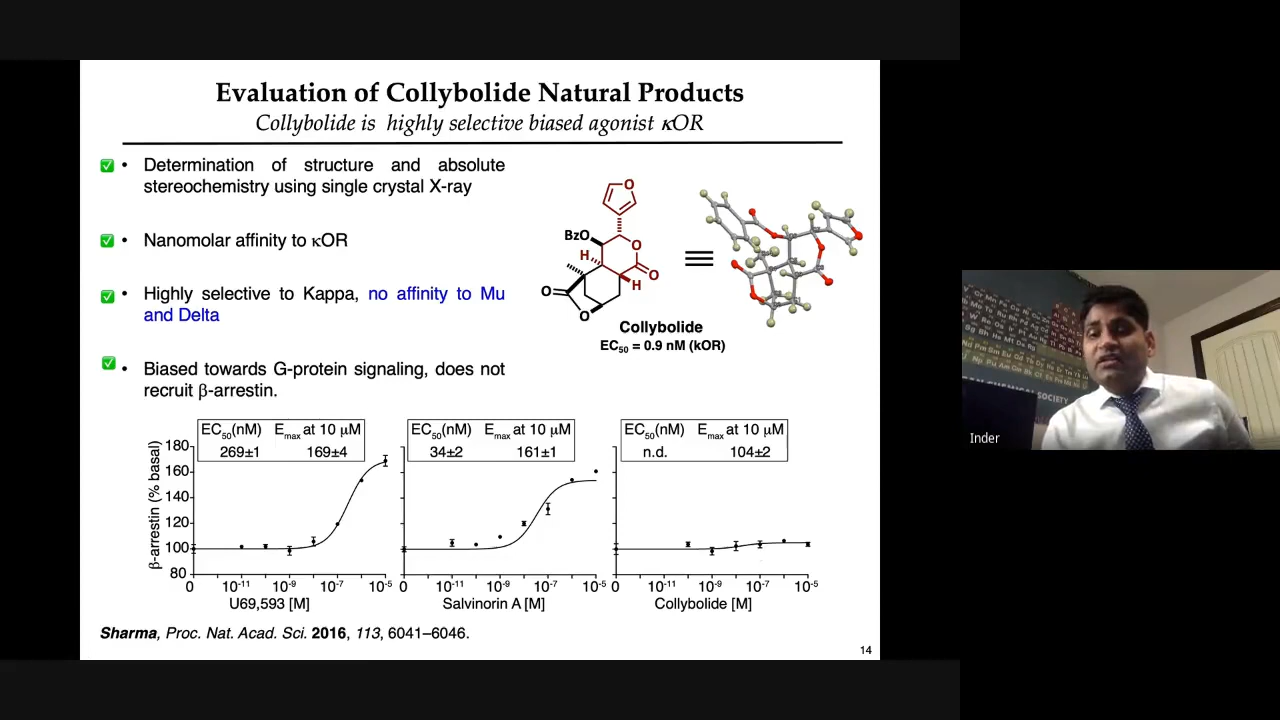 Evaluation of Collybolide Natural Products
Collybolide is highly selective biased agonist κOR
• Determination of structure and absolute
stereochemistry using single crystal X-ray
• Nanomolar affinity to κOR
• Highly selective to Kappa, no affinity to Mu
and Delta
• Biased towards G-protein signaling, does not
recruit β-arrestin.
O
BzO
O
H
O
H
O
O
Collybolide
EC50 = 0.9 nM (kOR)
EC50(nM) Emax at 10 μM
269±1 169±4
EC50(nM) Emax at 10 μM
34±2 161±1
EC50(nM) Emax at 10 μM
n.d. 104±2
β-arrestin (% basal)
180
160
140
120
100
80
0 10-11 10-9 10-7 10-5
U69,593 [M]
0 10-11 10-9 10-7 10-5
Salvinorin A [M]
0 10-11 10-9 10-7 10-5
Collybolide [M]
Sharma, Proc. Nat. Acad. Sci. 2016, 113, 6041–6046.
14
Inder